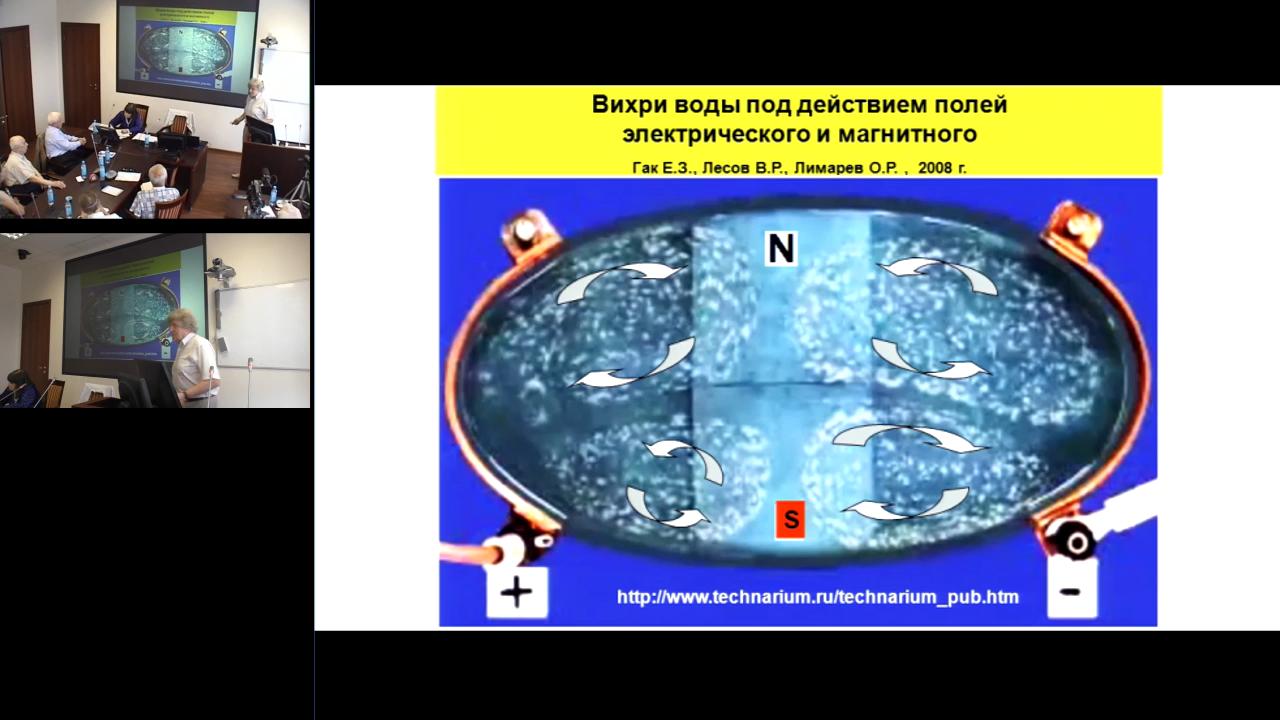 Вихри воды под действием полей
электрического и магнитного
Гак Е.З., Лесов В.Р., Лимарев О.Р. , 2008 г.
N
S
+
-
http://www.technarium.ru/technarium_pub.htm